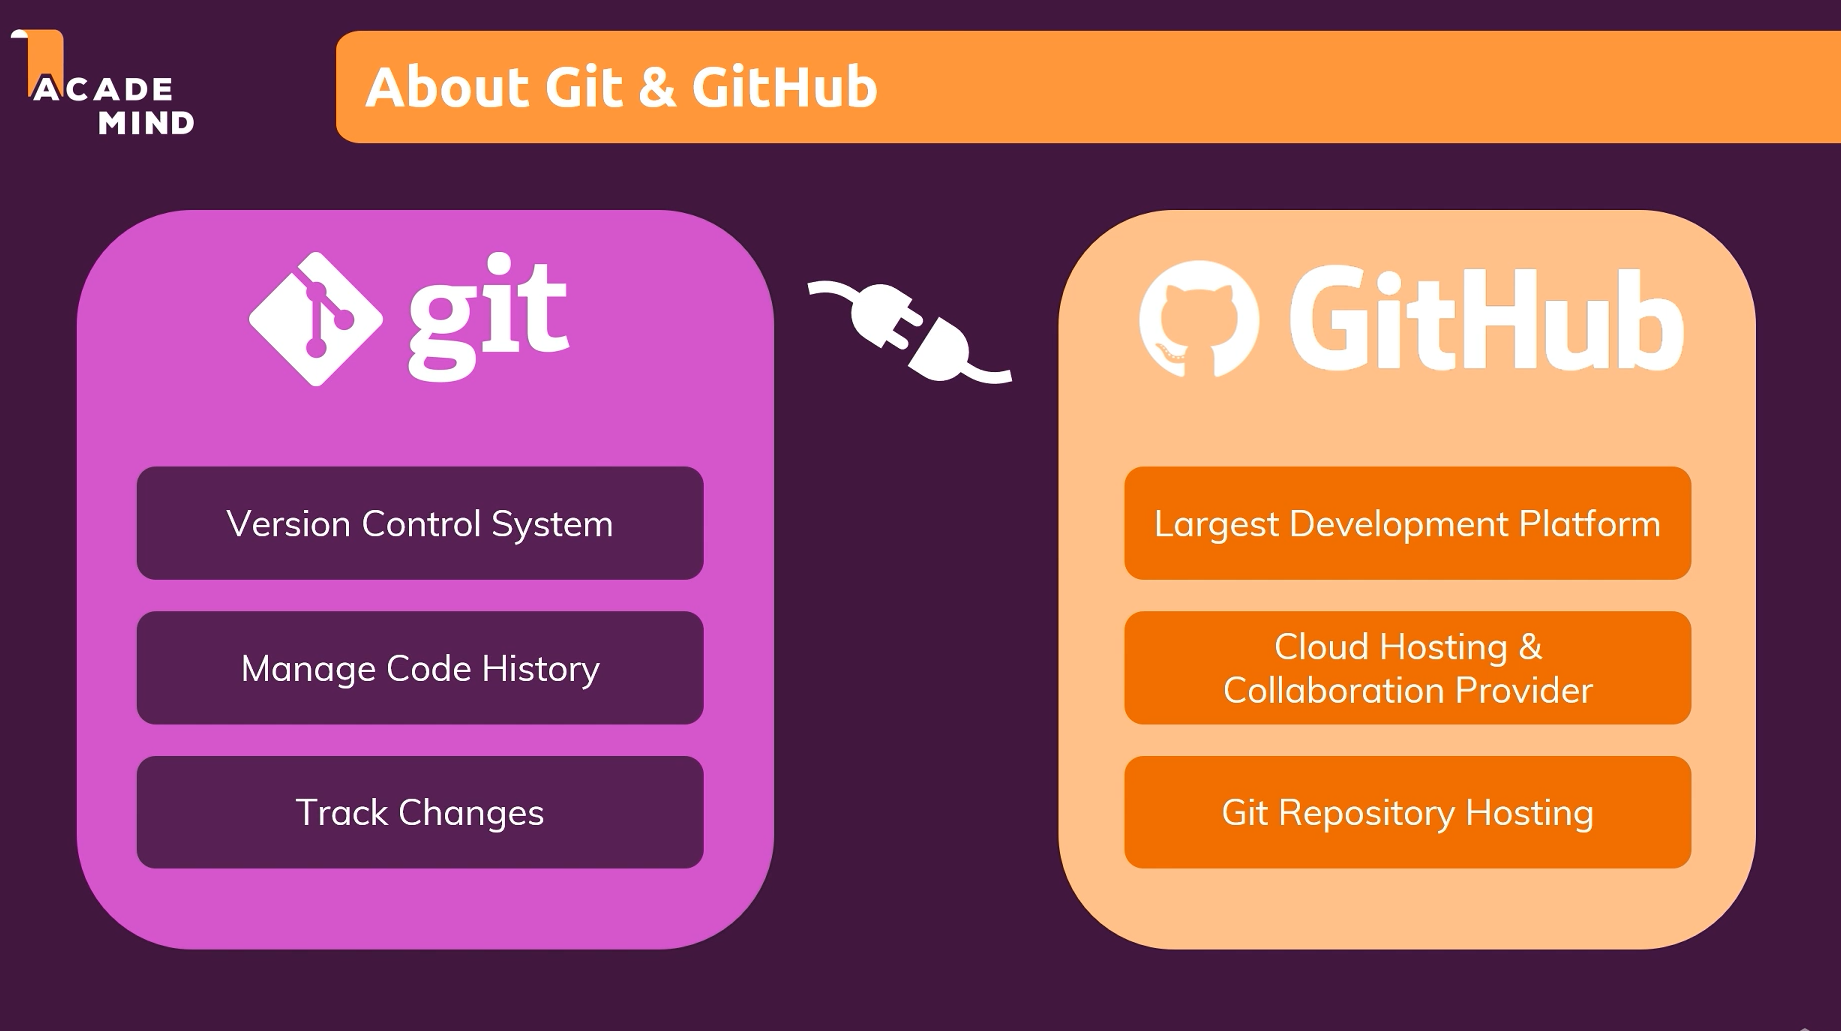 ACADE
MIND
About Git & GitHub
git
Version Control System
Manage Code History
Track Changes
GitHub
Largest Development Platform
Cloud Hosting &
Collaboration Provider
Git Repository Hosting